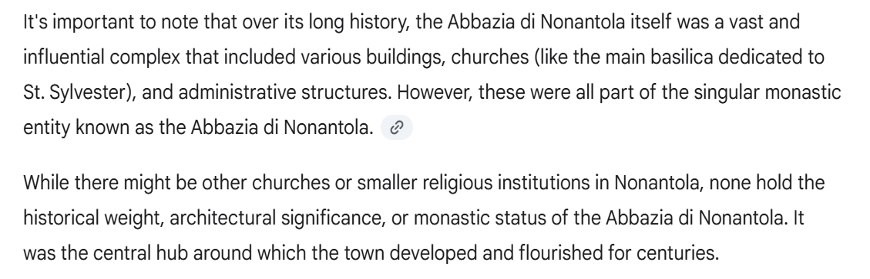 It's important to note that over its long history, the Abbazia di Nonantola itself was a vast and
influential complex that included various buildings, churches (like the main basilica dedicated to
St. Sylvester), and administrative structures. However, these were all part of the singular monastic
entity known as the Abbazia di Nonantola.
While there might be other churches or smaller religious institutions in Nonantola, none hold the
historical weight, architectural significance, or monastic status of the Abbazia di Nonantola. It
was the central hub around which the town developed and flourished for centuries.